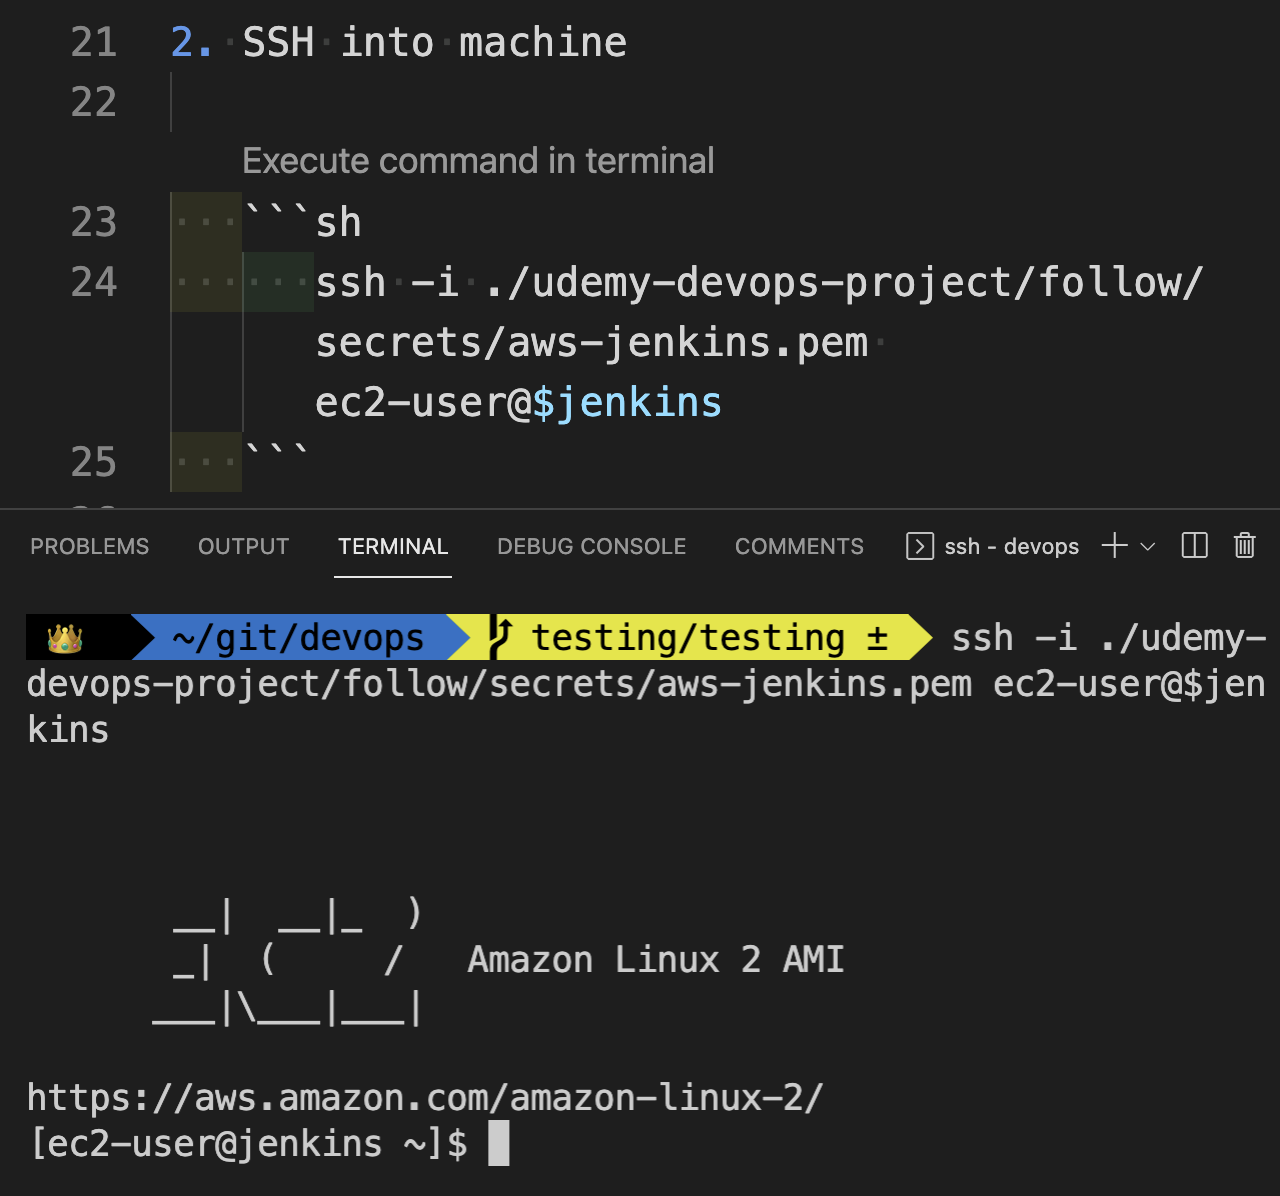 21 2. SSH into machine
22
Execute command in terminal
23 ```sh
24 ssh -i ./udemy-devops-project/follow/
secrets/aws-jenkins.pem
ec2-user@$jenkins
25 ```
PROBLEMS OUTPUT TERMINAL DEBUG CONSOLE COMMENTS ssh - devops
~/git/devops testing/testing ± ssh -i ./udemy-
devops-project/follow/secrets/aws-jenkins.pem ec2-user@$jen
kins
       __|  __|_  )
       _|  (     /   Amazon Linux 2 AMI
      ___|\___|___|
https://aws.amazon.com/amazon-linux-2/
[ec2-user@jenkins ~]$